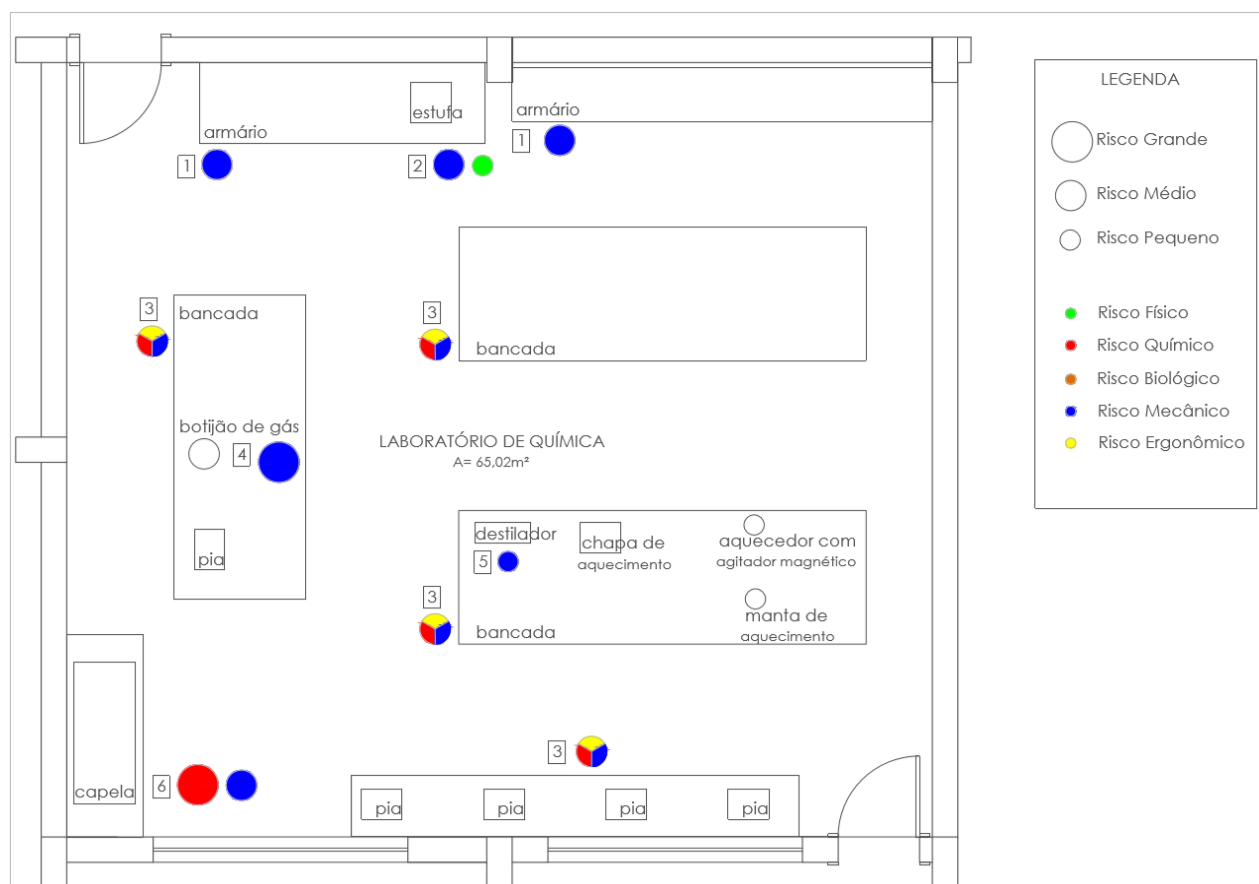 estufa
armário
armário
1
1
2
3
bancada
3
bancada
botijão de gás
4
LABORATÓRIO DE QUÍMICA
A= 65,02m²
pia
destilador
5
chapa de
aquecimento
aquecedor com
agitador magnético
3
bancada
manta de
aquecimento
3
capela
6
pia
pia
pia
pia
LEGENDA
Risco Grande
Risco Médio
Risco Pequeno
Risco Físico
Risco Químico
Risco Biológico
Risco Mecânico
Risco Ergonômico